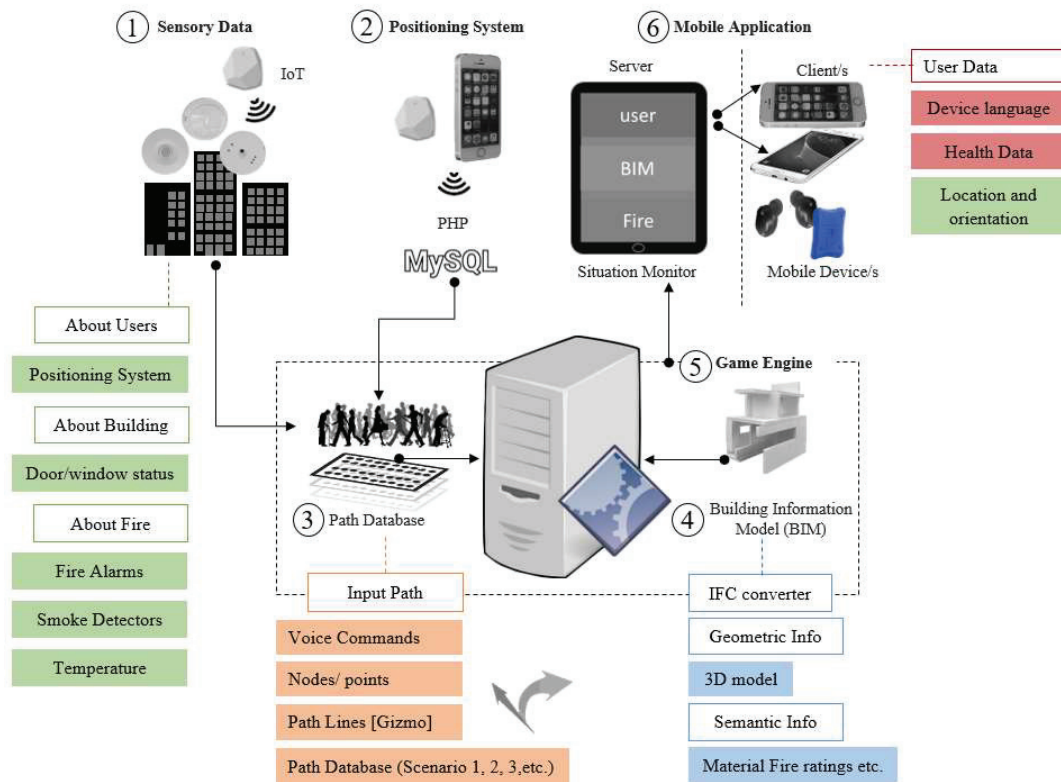 1 Sensory Data
IoT
2 Positioning System
PHP
MySQL
6 Mobile Application
Server
user
BIM
Fire
Situation Monitor
Client/s
Mobile Device/s
User Data
Device language
Health Data
Location and
orientation
About Users
Positioning System
About Building
Door/window status
About Fire
Fire Alarms
Smoke Detectors
Temperature
5 Game Engine
3 Path Database
4 Building Information
Model (BIM)
Input Path
Voice Commands
Nodes/ points
Path Lines [Gizmo]
Path Database (Scenario 1, 2, 3,etc.)
IFC converter
Geometric Info
3D model
Semantic Info
Material Fire ratings etc.